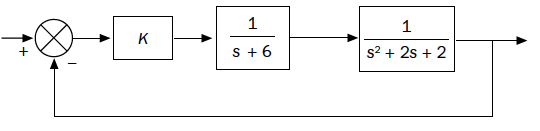 +
−
K
1
s + 6
1
s² + 2s + 2